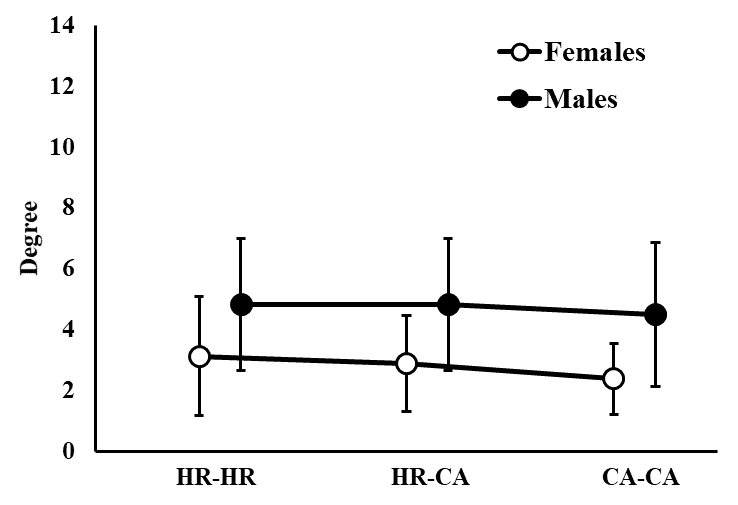 14
12
10
8
6
4
2
0
Degree
Females
Males
HR-HR
HR-CA
CA-CA